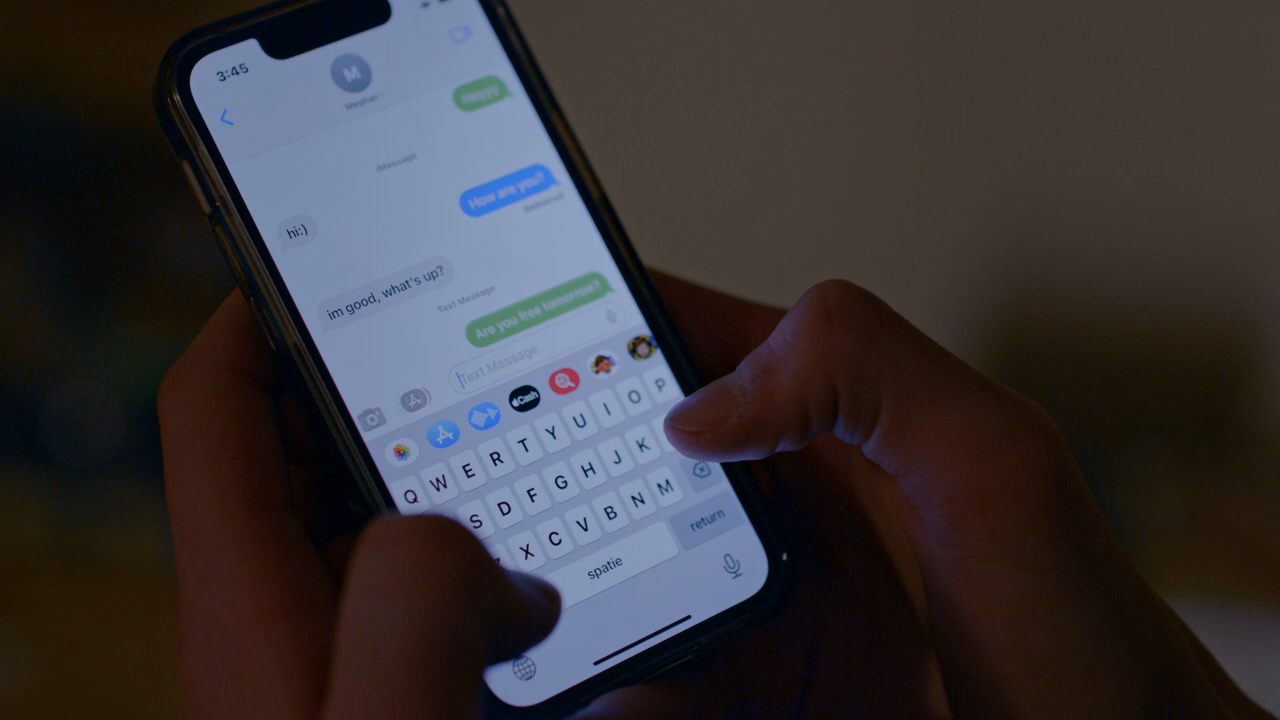 3:45
M
Meghan
Heyyy
iMessage
How are you?
Delivered
hi:)
im good, what's up?
Text Message
Are you free tomorrow?
Text Message
Cash
Q W E R T Y U I O P
S D F G H J K
X C V B N M
spatie
return